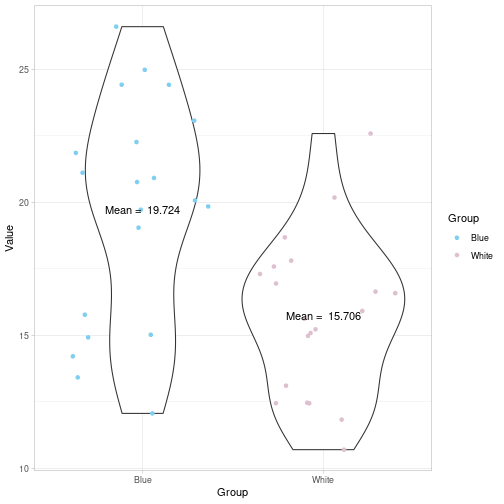 25
20
15
10
Value
Mean = 19.724
Mean = 15.706
Blue
White
Group
Group
Blue
White